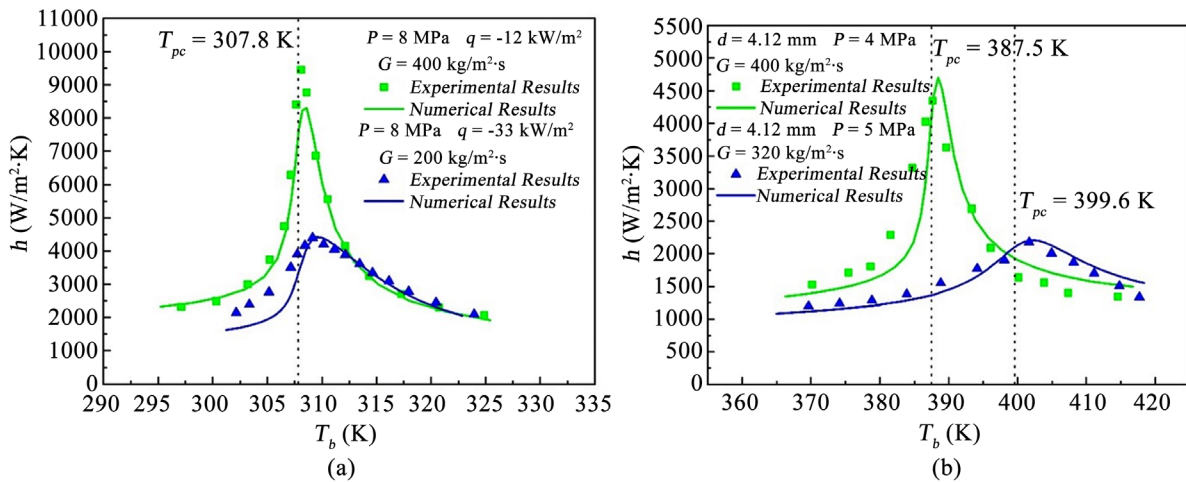 T_pc = 307.8 K
P = 8 MPa q = -12 kW/m²
G = 400 kg/m²·s
Experimental Results
Numerical Results
P = 8 MPa q = -33 kW/m²
G = 200 kg/m²·s
Experimental Results
Numerical Results
h (W/m²·K)
11000
10000
9000
8000
7000
6000
5000
4000
3000
2000
1000
0
290 295 300 305 310 315 320 325 330 335
T_b (K)
(a)
d = 4.12 mm P = 4 MPa
T_pc = 387.5 K
G = 400 kg/m²·s
Experimental Results
Numerical Results
d = 4.12 mm P = 5 MPa
G = 320 kg/m²·s
Experimental Results
Numerical Results
T_pc = 399.6 K
h (W/m²·K)
5500
5000
4500
4000
3500
3000
2500
2000
1500
1000
500
0
360 370 380 390 400 410 420
T_b (K)
(b)